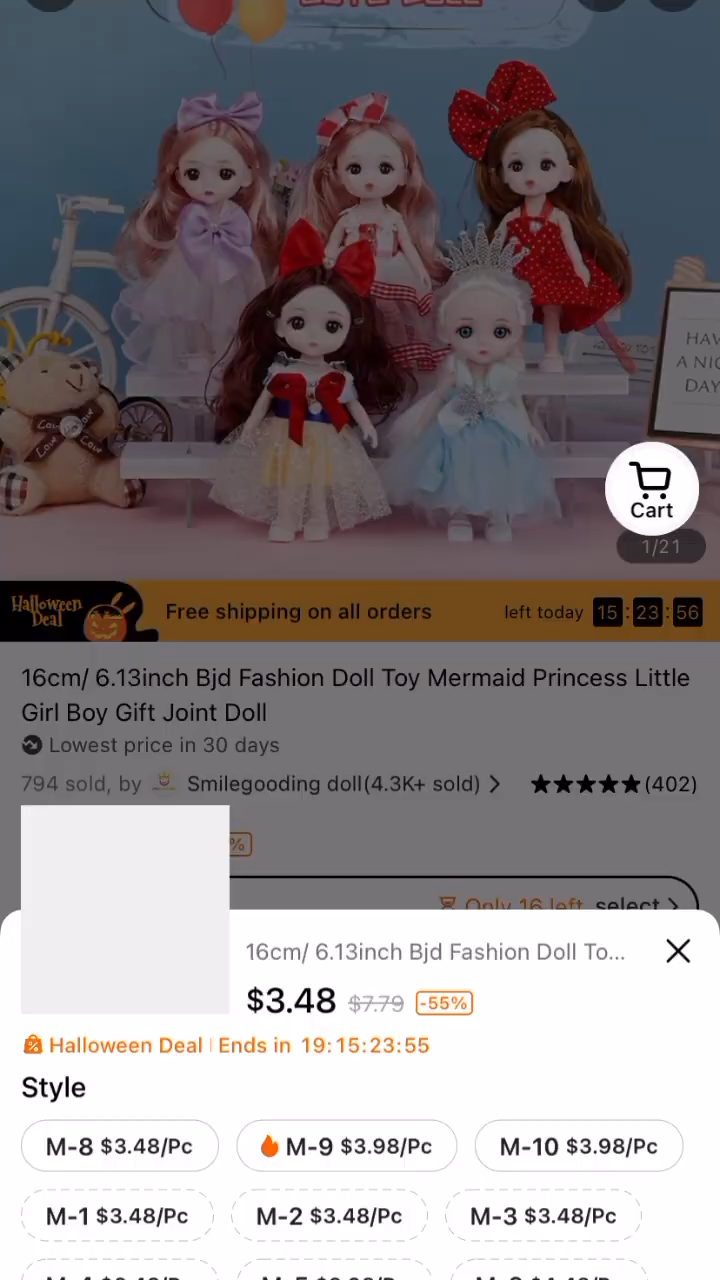 Cart
1/21
Halloween
Deal
Free shipping on all orders
left today 15:23:56
16cm/ 6.13inch Bjd Fashion Doll Toy Mermaid Princess Little
Girl Boy Gift Joint Doll
Lowest price in 30 days
794 sold, by Smilegooding doll(4.3K+ sold) > ★★★★★(402)
%
Only 16 left select >
16cm/ 6.13inch Bjd Fashion Doll To...
$3.48 $7.79 -55%
Halloween Deal | Ends in 19:15:23:55
Style
M-8 $3.48/Pc
M-9 $3.98/Pc
M-10 $3.98/Pc
M-1 $3.48/Pc
M-2 $3.48/Pc
M-3 $3.48/Pc